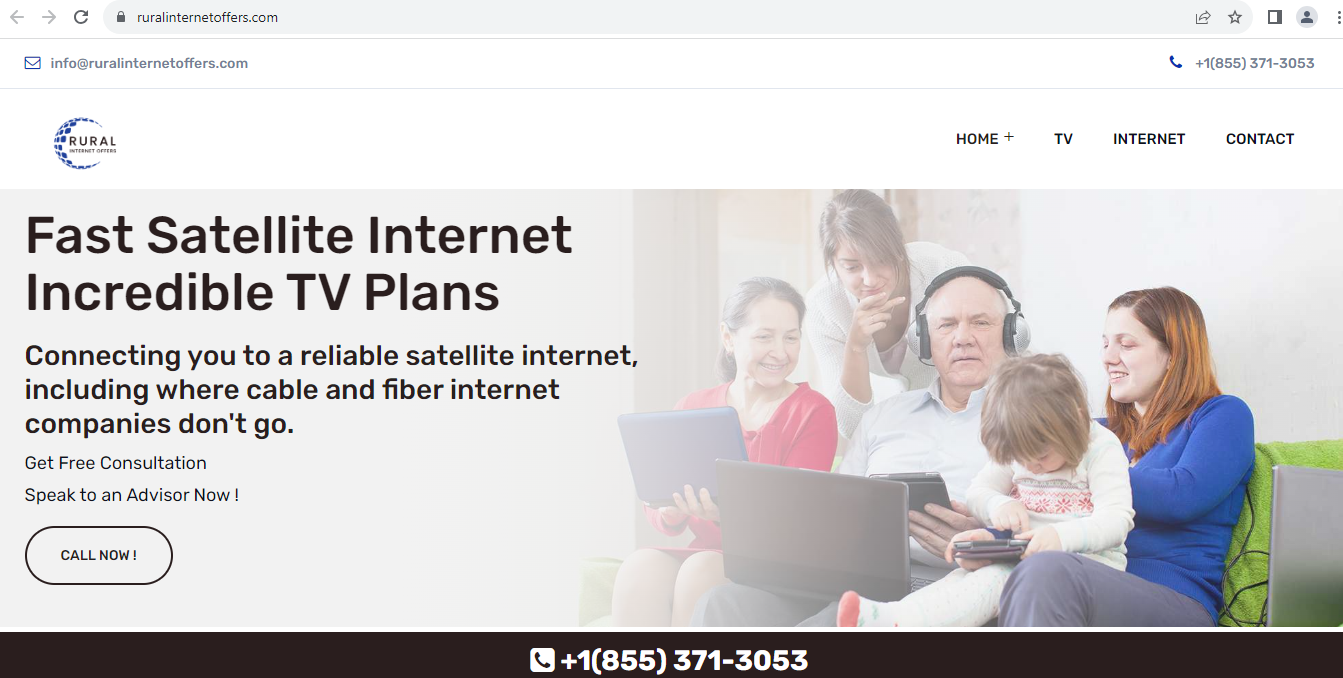 ruralinternetoffers.com
info@ruralinternetoffers.com
+1(855) 371-3053
RURAL
INTERNET OFFERS
HOME +
TV
INTERNET
CONTACT
Fast Satellite Internet
Incredible TV Plans
Connecting you to a reliable satellite internet,
including where cable and fiber internet
companies don't go.
Get Free Consultation
Speak to an Advisor Now !
CALL NOW !
+1(855) 371-3053